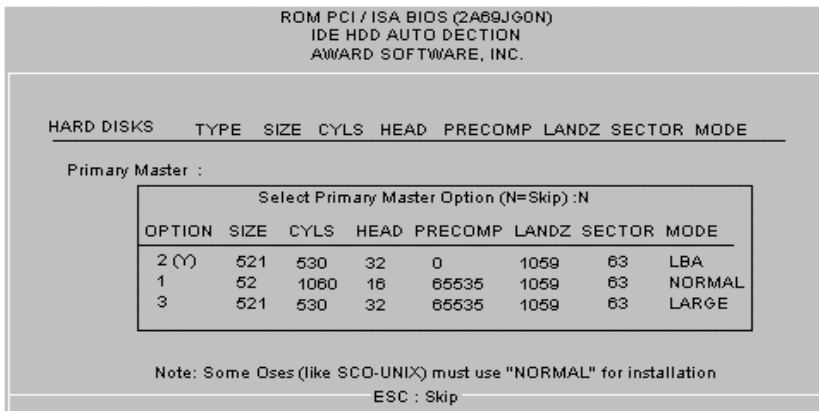 ROM PCI / ISA BIOS (2A69JG0N)
IDE HDD AUTO DECTION
AWARD SOFTWARE, INC.
HARD DISKS TYPE SIZE CYLS HEAD PRECOMP LANDZ SECTOR MODE
Primary Master :
Select Primary Master Option (N=Skip) :N
OPTION SIZE CYLS HEAD PRECOMP LANDZ SECTOR MODE
2 (Y) 521 530 32 0 1059 63 LBA
1 52 1060 16 65535 1059 63 NORMAL
3 521 530 32 65535 1059 63 LARGE
Note: Some Oses (like SCO-UNIX) must use "NORMAL" for installation
ESC : Skip